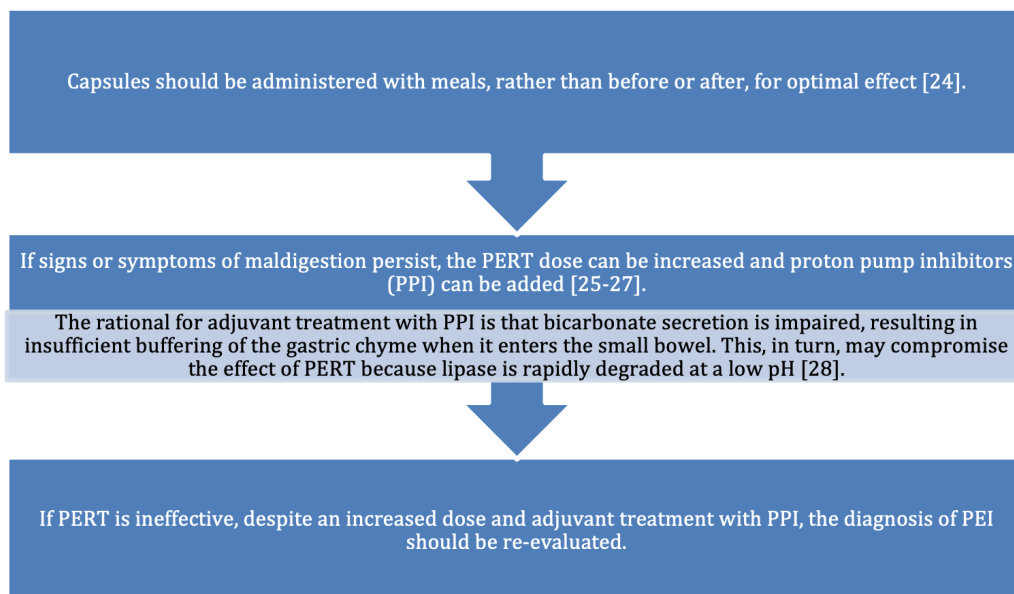 Capsules should be administered with meals, rather than before or after, for optimal effect [24].
If signs or symptoms of maldigestion persist, the PERT dose can be increased and proton pump inhibitors
(PPI) can be added [25-27].
The rational for adjuvant treatment with PPI is that bicarbonate secretion is impaired, resulting in
insufficient buffering of the gastric chyme when it enters the small bowel. This, in turn, may compromise
the effect of PERT because lipase is rapidly degraded at a low pH [28].
If PERT is ineffective, despite an increased dose and adjuvant treatment with PPI, the diagnosis of PEI
should be re-evaluated.